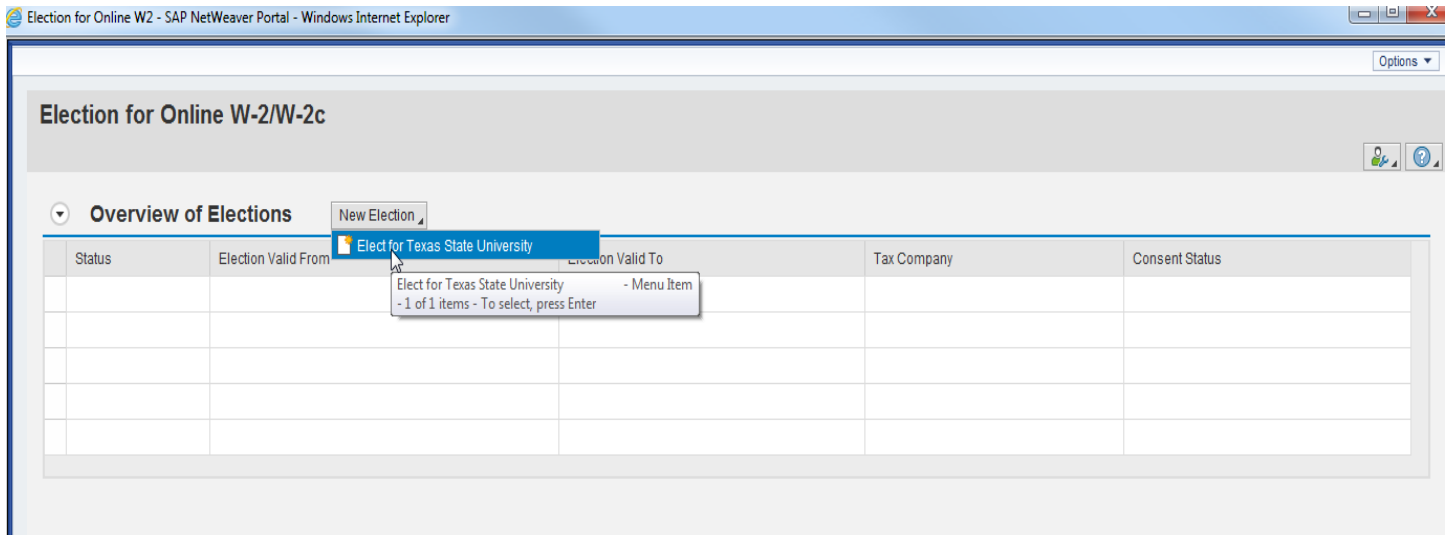 Election for Online W2 - SAP NetWeaver Portal - Windows Internet Explorer
Options
Election for Online W-2/W-2c
Overview of Elections
New Election
Elect for Texas State University
Status
Election Valid From
Election Valid To
Tax Company
Consent Status
Elect for Texas State University - Menu Item
- 1 of 1 items - To select, press Enter